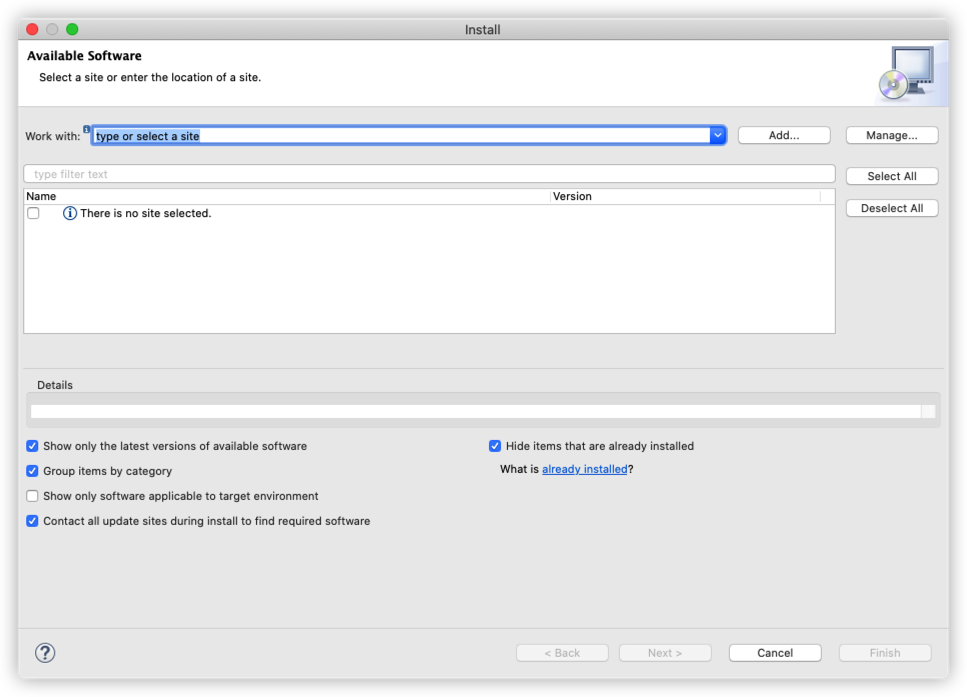 Install
Available Software
Select a site or enter the location of a site.
Work with: type or select a site Add... Manage...
type filter text Select All
Name Version
There is no site selected. Deselect All
Details
Show only the latest versions of available software Hide items that are already installed
Group items by category What is already installed?
Show only software applicable to target environment
Contact all update sites during install to find required software
? < Back Next > Cancel Finish